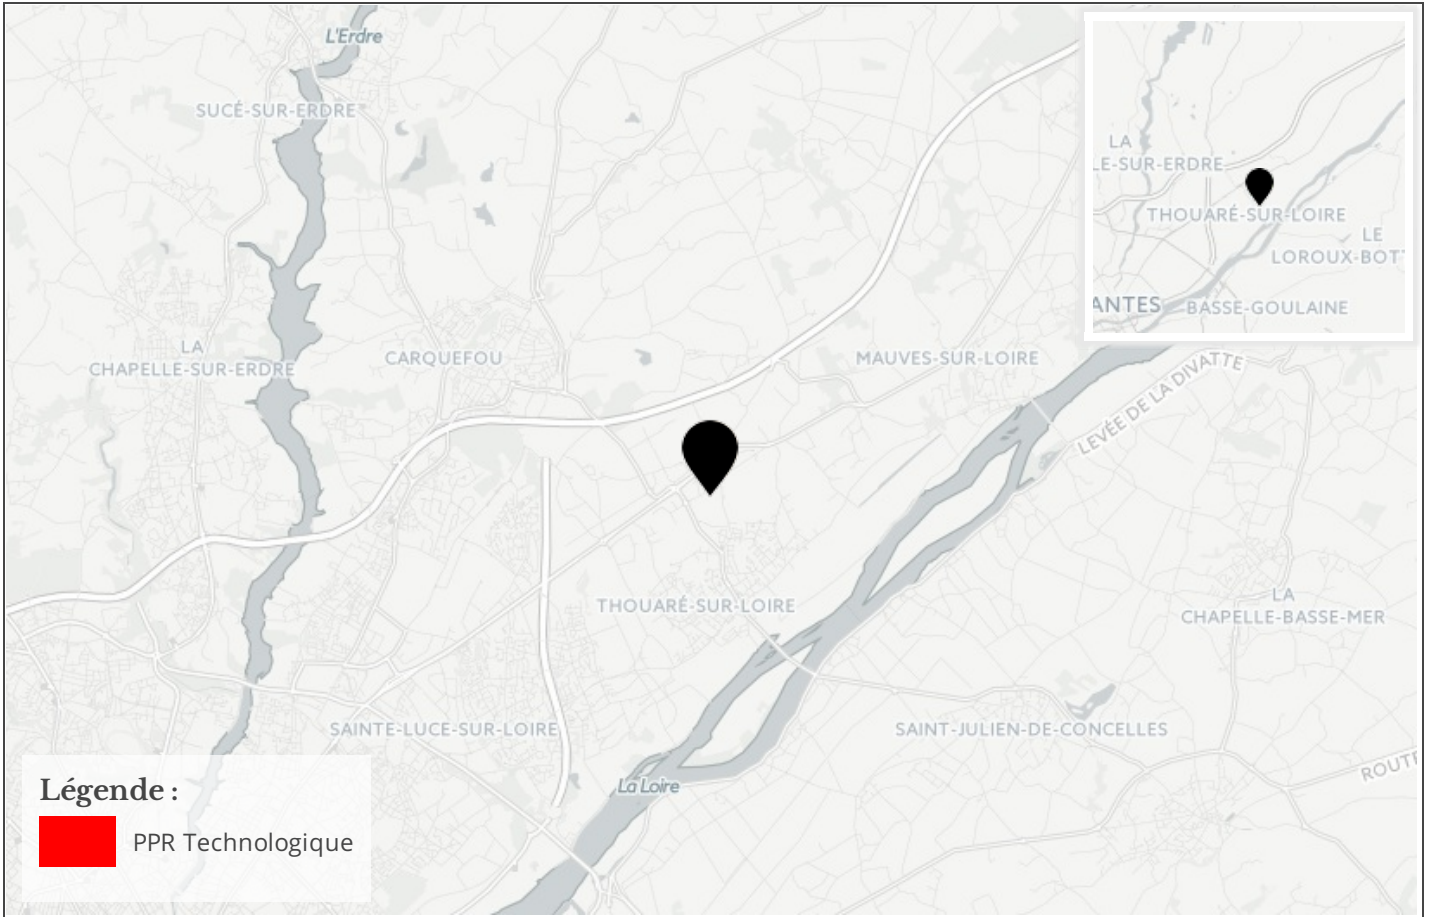 L'Erdre
SUCÉ-SUR-ERDRE
LA
CHAPELLE-SUR-ERDRE
CARQUEFOU
MAUVES-SUR-LOIRE
LEVÉE DE LA DIVATTE
THOUARÉ-SUR-LOIRE
LA
CHAPELLE-BASSE-MER
SAINTE-LUCE-SUR-LOIRE
SAINT-JULIEN-DE-CONCELLES
La Loire
ROUTE
LA
LE-SUR-ERDRE
THOUARÉ-SUR-LOIRE
LE
LOROUX-BOTT
ANTES
BASSE-GOULAINE
Légende :
PPR Technologique